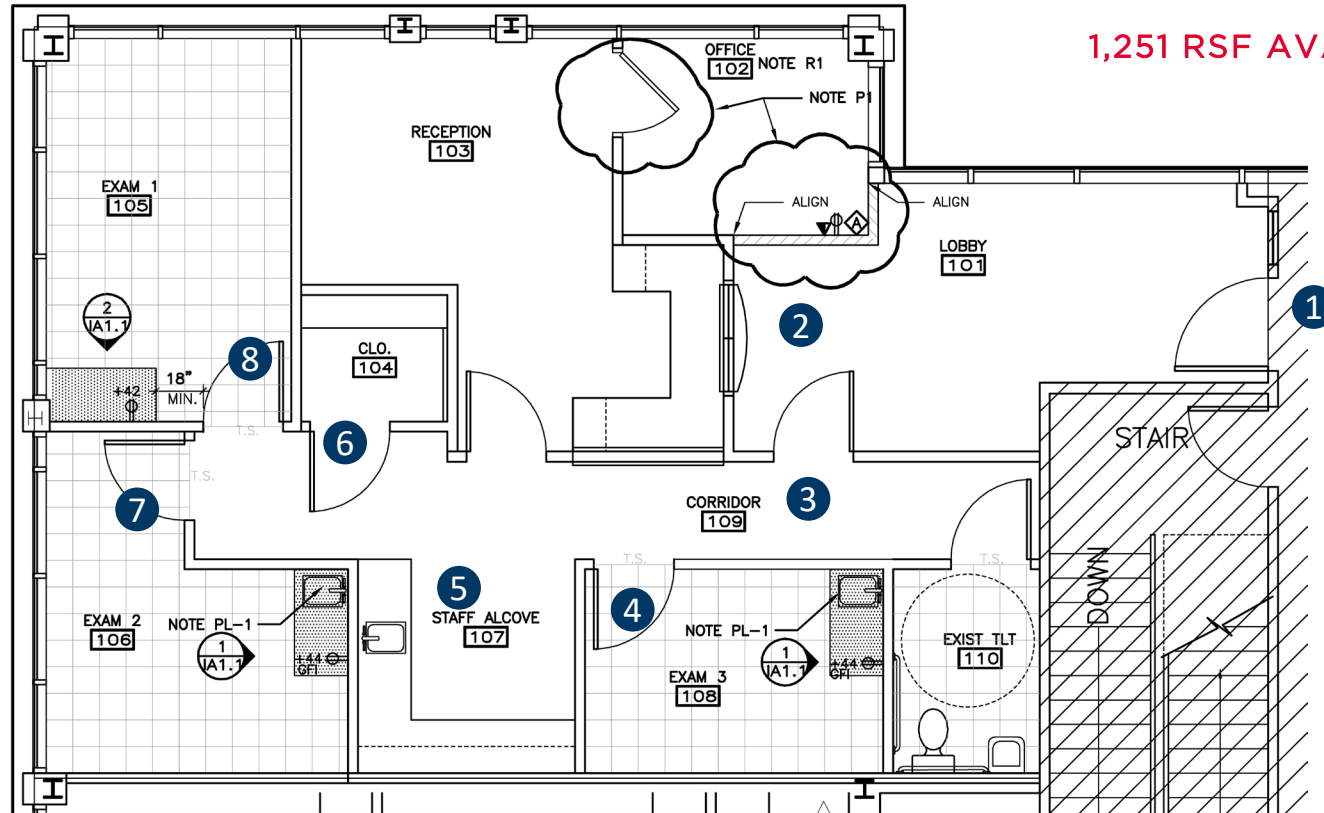 1,251 RSF AVA
OFFICE
102 NOTE R1
NOTE P1
RECEPTION
103
EXAM 1
105
ALIGN
ALIGN
A
LOBBY
101
1
2
IA1.1
2
CLO.
104
8
18"
MIN.
+42
T.S.
6
STAIR
T.S.
7
CORRIDOR
109
3
T.S.
T.S.
DOWN
5
4
STAFF ALCOVE
107
EXAM 2
106
NOTE PL-1
1
IA1.1
+44
GFI
NOTE PL-1
1
IA1.1
+44
GFI
EXAM 3
108
EXIST TLT
110